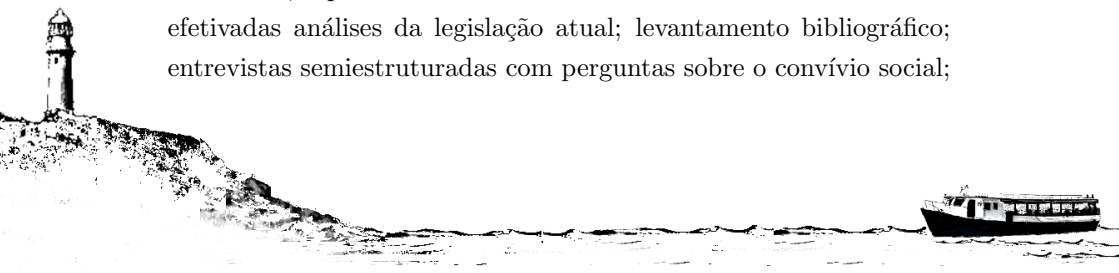 efetivadas análises da legislação atual; levantamento bibliográfico;
entrevistas semiestruturadas com perguntas sobre o convívio social;